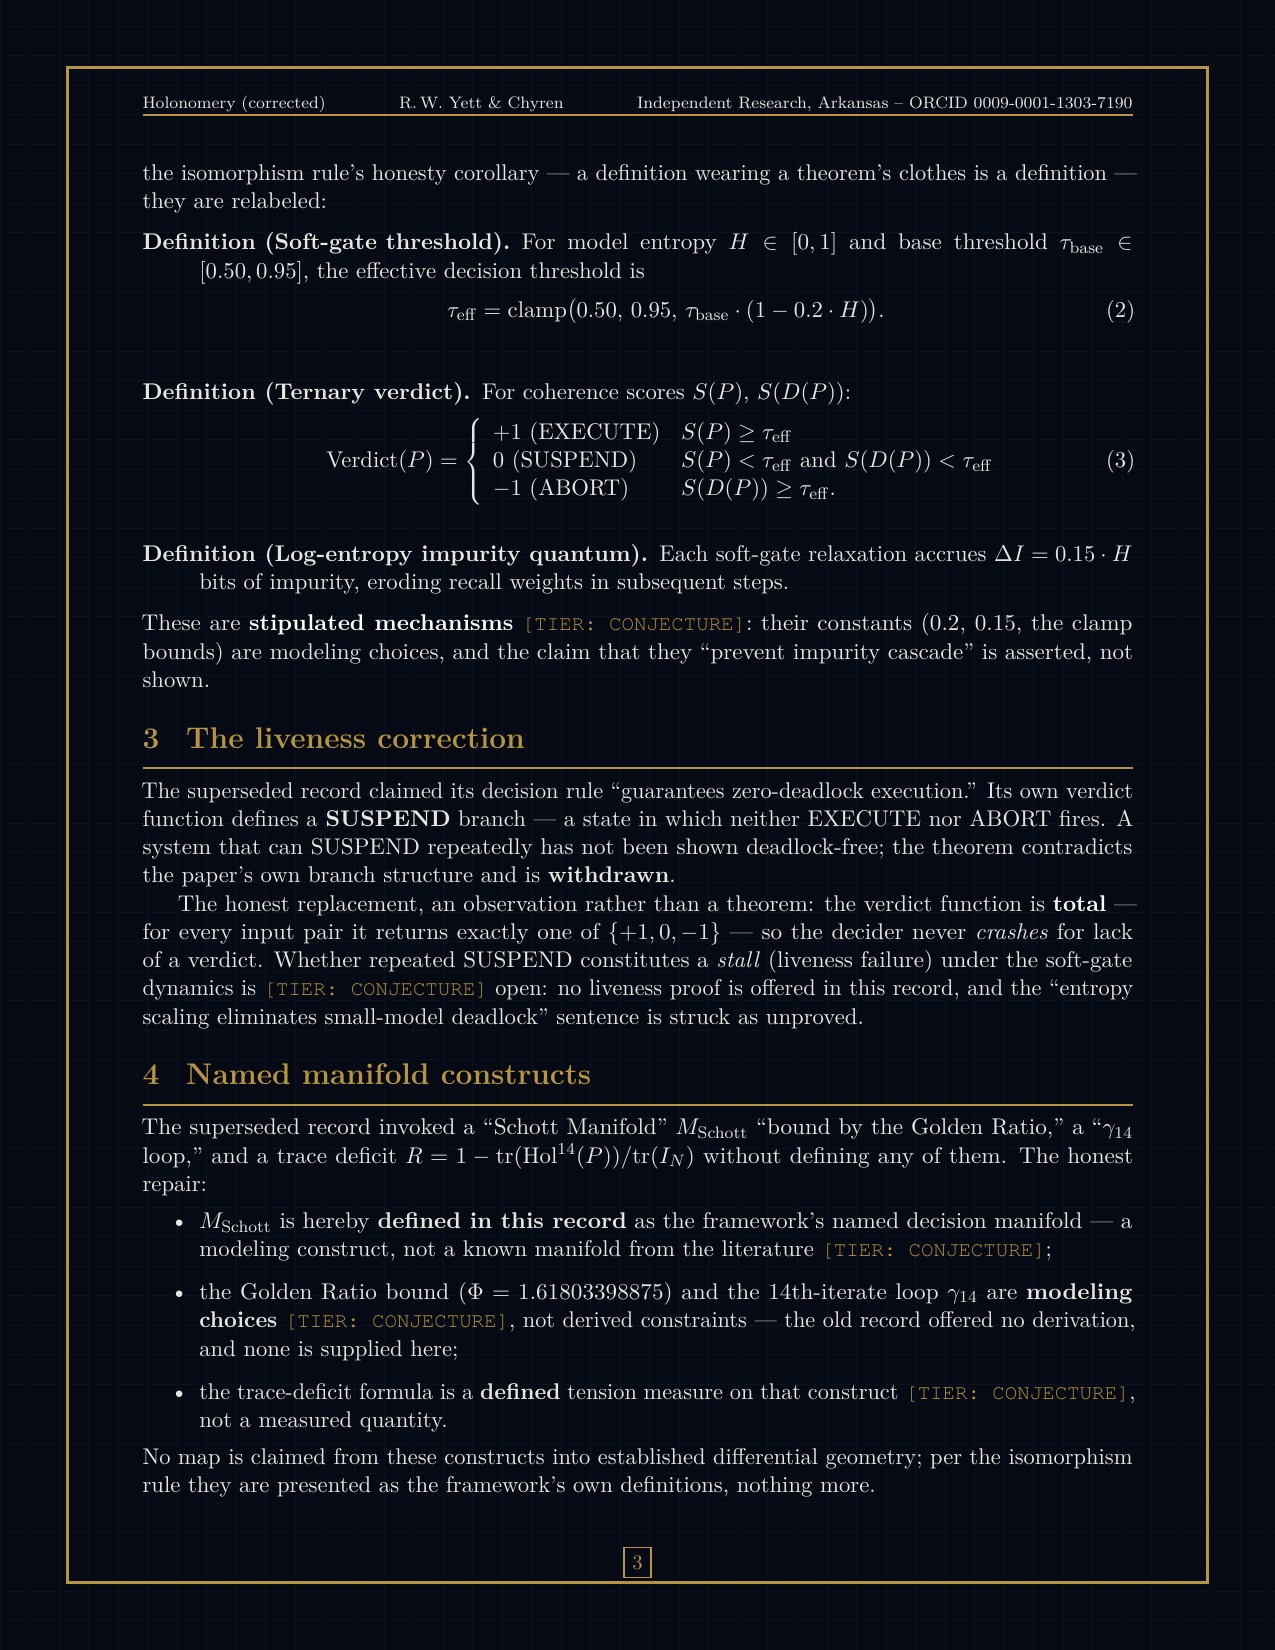 Holonomery (corrected) R. W. Yett & Chyren Independent Research, Arkansas – ORCID 0009-0001-1303-7190
the isomorphism rule's honesty corollary — a definition wearing a theorem's clothes is a definition —
they are relabeled:
Definition (Soft-gate threshold). For model entropy H ∈ [0, 1] and base threshold τ_base ∈
[0.50, 0.95], the effective decision threshold is
τ_eff = clamp(0.50, 0.95, τ_base · (1 − 0.2 · H)). (2)
Definition (Ternary verdict). For coherence scores S(P), S(D(P)):
+1 (EXECUTE) S(P) ≥ τ_eff
Verdict(P) = { 0 (SUSPEND) S(P) < τ_eff and S(D(P)) < τ_eff (3)
−1 (ABORT) S(D(P)) ≥ τ_eff.
Definition (Log-entropy impurity quantum). Each soft-gate relaxation accrues ΔI = 0.15 · H
bits of impurity, eroding recall weights in subsequent steps.
These are stipulated mechanisms [TIER: CONJECTURE]: their constants (0.2, 0.15, the clamp
bounds) are modeling choices, and the claim that they “prevent impurity cascade” is asserted, not
shown.
3 The liveness correction
The superseded record claimed its decision rule “guarantees zero-deadlock execution.” Its own verdict
function defines a SUSPEND branch — a state in which neither EXECUTE nor ABORT fires. A
system that can SUSPEND repeatedly has not been shown deadlock-free; the theorem contradicts
the paper's own branch structure and is withdrawn.
The honest replacement, an observation rather than a theorem: the verdict function is total —
for every input pair it returns exactly one of {+1, 0, −1} — so the decider never crashes for lack
of a verdict. Whether repeated SUSPEND constitutes a stall (liveness failure) under the soft-gate
dynamics is [TIER: CONJECTURE] open: no liveness proof is offered in this record, and the “entropy
scaling eliminates small-model deadlock” sentence is struck as unproved.
4 Named manifold constructs
The superseded record invoked a “Schott Manifold” M_Schott “bound by the Golden Ratio,” a “γ_14
loop,” and a trace deficit R = 1 − tr(Hol^14(P))/tr(I_N) without defining any of them. The honest
repair:
• M_Schott is hereby defined in this record as the framework's named decision manifold — a
modeling construct, not a known manifold from the literature [TIER: CONJECTURE];
• the Golden Ratio bound (Φ = 1.61803398875) and the 14th-iterate loop γ_14 are modeling
choices [TIER: CONJECTURE], not derived constraints — the old record offered no derivation,
and none is supplied here;
• the trace-deficit formula is a defined tension measure on that construct [TIER: CONJECTURE],
not a measured quantity.
No map is claimed from these constructs into established differential geometry; per the isomorphism
rule they are presented as the framework's own definitions, nothing more.
3